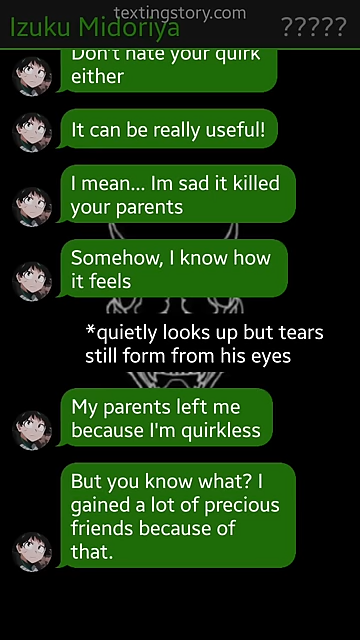 textingstory.com
Izuku Midoriya
?????
Don't hate your quirk
either
It can be really useful!
I mean... Im sad it killed
your parents
Somehow, I know how
it feels
*quietly looks up but tears
still form from his eyes
My parents left me
because I'm quirkless
But you know what? I
gained a lot of precious
friends because of
that.